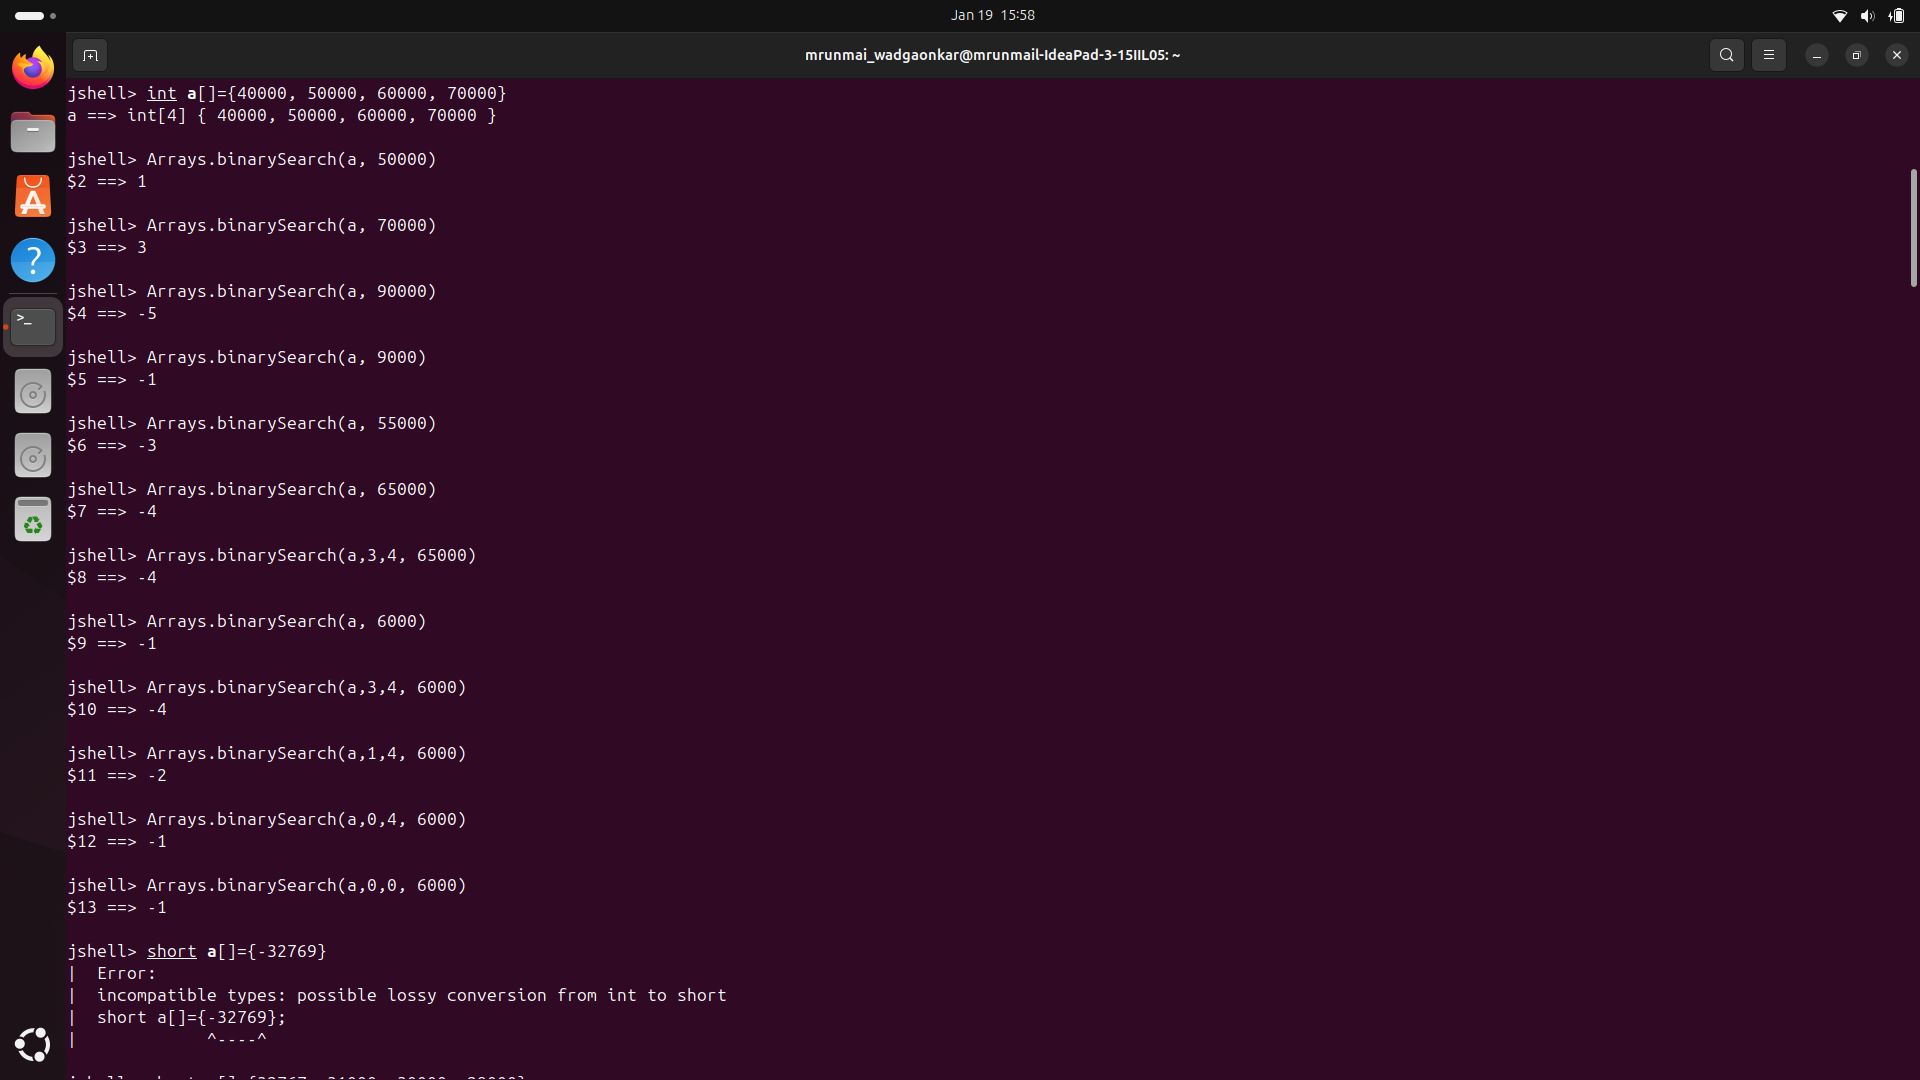 Jan 19 15:58
mrunmai_wadgaonkar@mrunmail-IdeaPad-3-15IIL05: ~
jshell> int a[]={40000, 50000, 60000, 70000}
a ==> int[4] { 40000, 50000, 60000, 70000 }
jshell> Arrays.binarySearch(a, 50000)
$2 ==> 1
jshell> Arrays.binarySearch(a, 70000)
$3 ==> 3
jshell> Arrays.binarySearch(a, 90000)
$4 ==> -5
jshell> Arrays.binarySearch(a, 9000)
$5 ==> -1
jshell> Arrays.binarySearch(a, 55000)
$6 ==> -3
jshell> Arrays.binarySearch(a, 65000)
$7 ==> -4
jshell> Arrays.binarySearch(a,3,4, 65000)
$8 ==> -4
jshell> Arrays.binarySearch(a, 6000)
$9 ==> -1
jshell> Arrays.binarySearch(a,3,4, 6000)
$10 ==> -4
jshell> Arrays.binarySearch(a,1,4, 6000)
$11 ==> -2
jshell> Arrays.binarySearch(a,0,4, 6000)
$12 ==> -1
jshell> Arrays.binarySearch(a,0,0, 6000)
$13 ==> -1
jshell> short a[]={-32769}
|  Error:
|  incompatible types: possible lossy conversion from int to short
|  short a[]={-32769};
|             ^----^